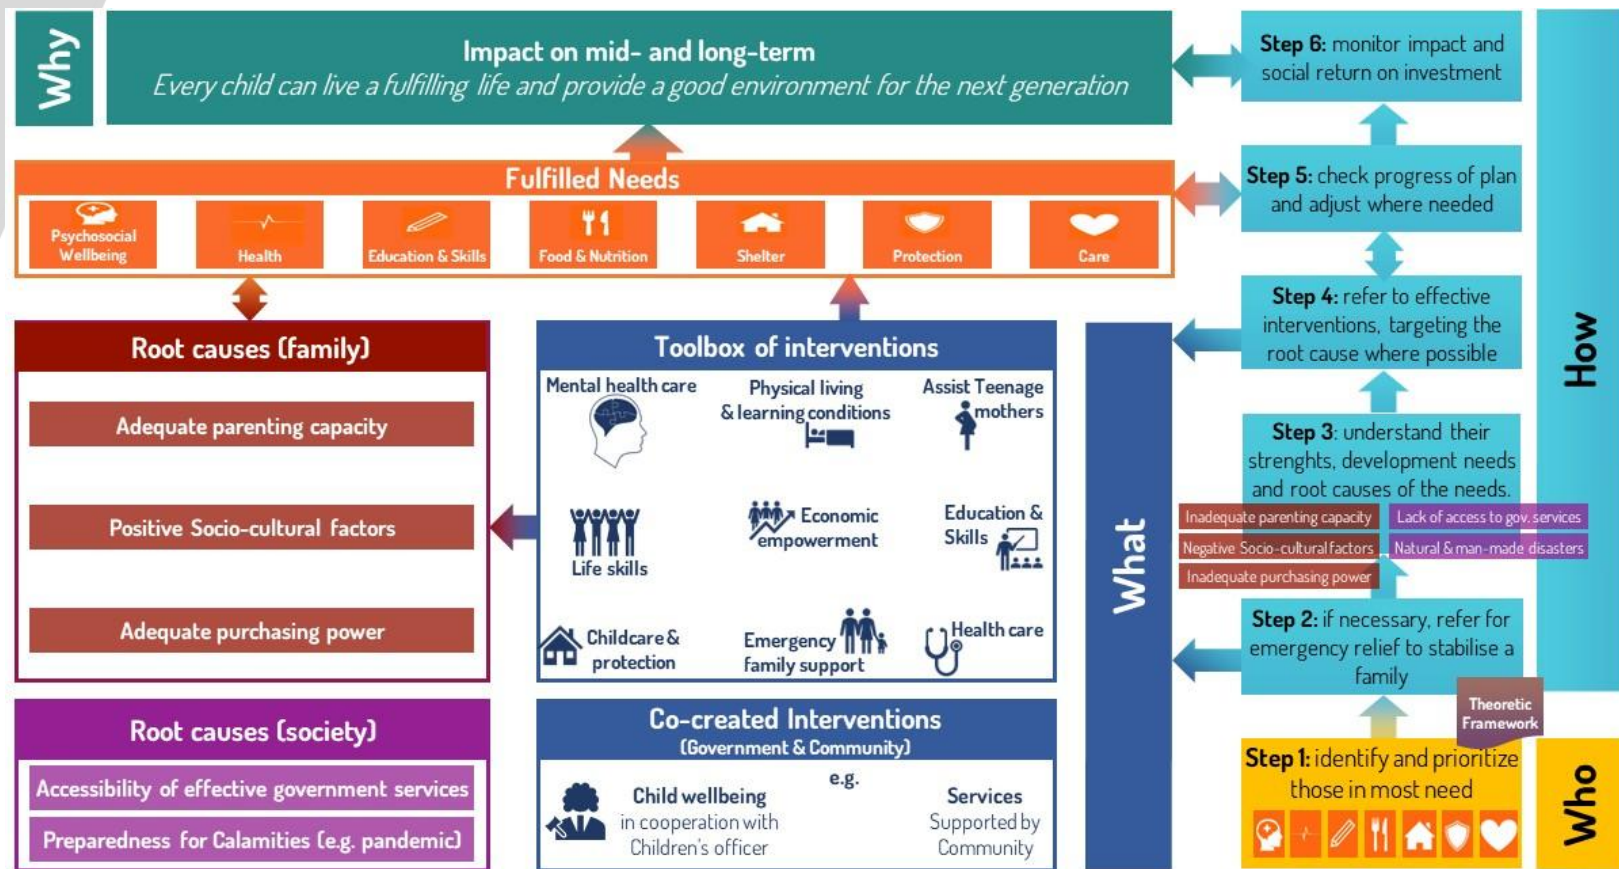 Why
Impact on mid- and long-term
Every child can live a fulfilling life and provide a good environment for the next generation
Fulfilled Needs
Psychosocial
Wellbeing
Health
Education & Skills
Food & Nutrition
Shelter
Protection
Care
Root causes (family)
Adequate parenting capacity
Positive Socio-cultural factors
Adequate purchasing power
Root causes (society)
Accessibility of effective government services
Preparedness for Calamities (e.g. pandemic)
Toolbox of interventions
Mental health care
Physical living
& learning conditions
Assist Teenage
mothers
Life skills
Economic
empowerment
Education &
Skills
Childcare &
protection
Emergency
family support
Health care
Co-created Interventions
(Government & Community)
e.g.
Child wellbeing
in cooperation with
Children's officer
Services
Supported by
Community
What
Step 6: monitor impact and
social return on investment
Step 5: check progress of plan
and adjust where needed
Step 4: refer to effective
interventions, targeting the
root cause where possible
Step 3: understand their
strenghts, development needs
and root causes of the needs.
Inadequate parenting capacity
Lack of access to gov. services
Negative Socio-cultural factors
Natural & man-made disasters
Inadequate purchasing power
Step 2: if necessary, refer for
emergency relief to stabilise a
family
Theoretic
Framework
Step 1: identify and prioritize
those in most need
How
Who